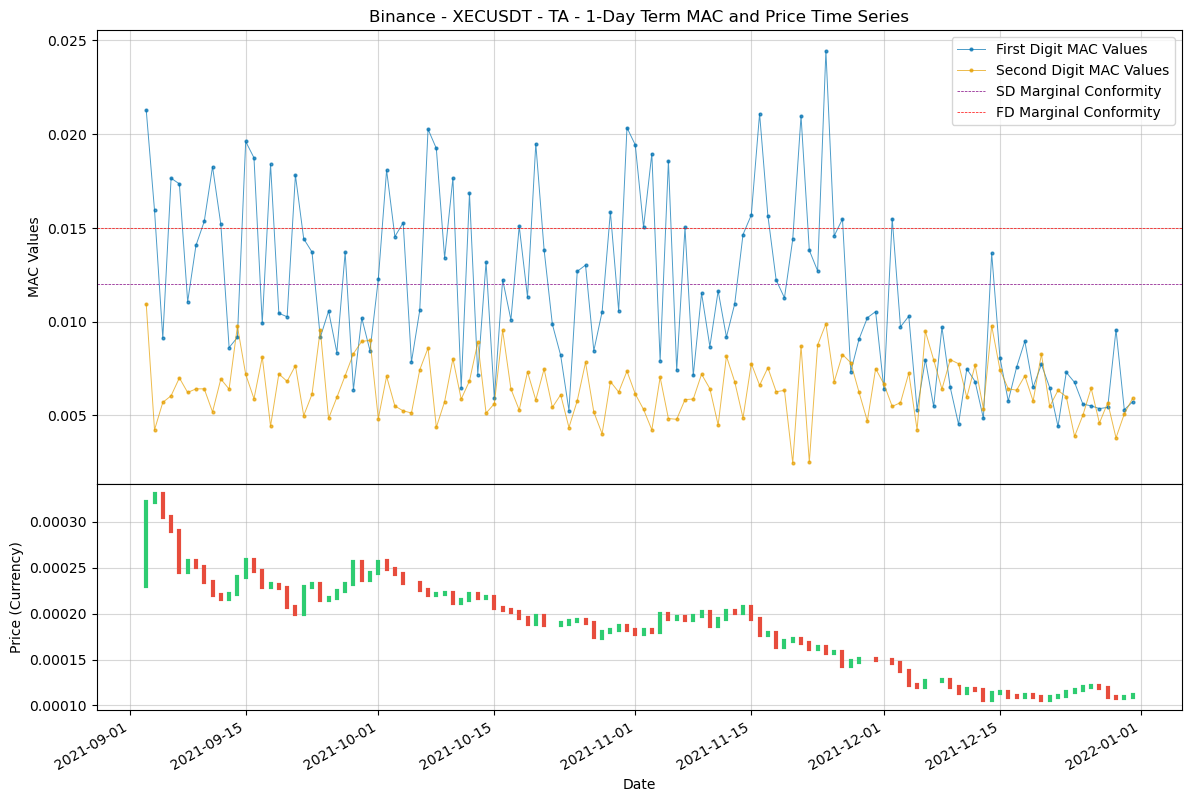 Binance - XECUSDT - TA - 1-Day Term MAC and Price Time Series
First Digit MAC Values
Second Digit MAC Values
SD Marginal Conformity
FD Marginal Conformity
MAC Values
0.025
0.020
0.015
0.010
0.005
Price (Currency)
0.00030
0.00025
0.00020
0.00015
0.00010
2021-09-01
2021-09-15
2021-10-01
2021-10-15
2021-11-01
2021-11-15
2021-12-01
2021-12-15
2022-01-01
Date